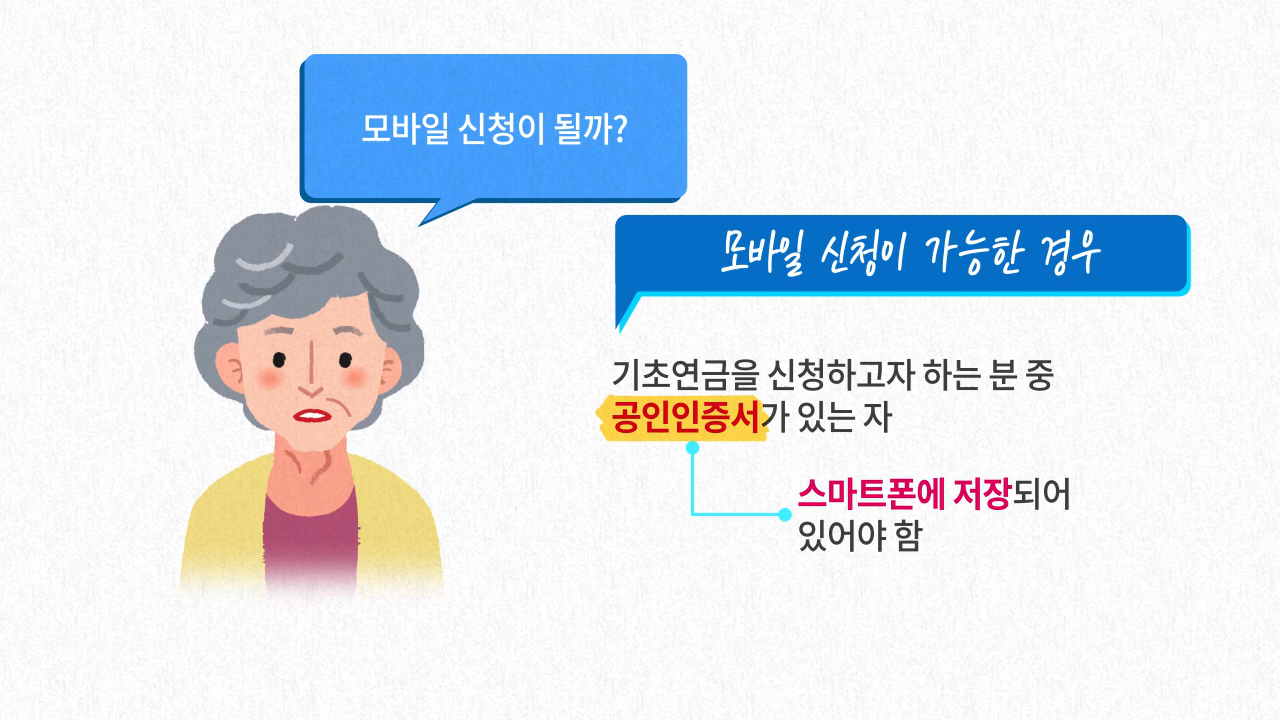 모바일 신청이 될까?
모바일 신청이 가능한 경우
기초연금을 신청하고자 하는 분 중
공인인증서가 있는 자
스마트폰에 저장되어
있어야 함